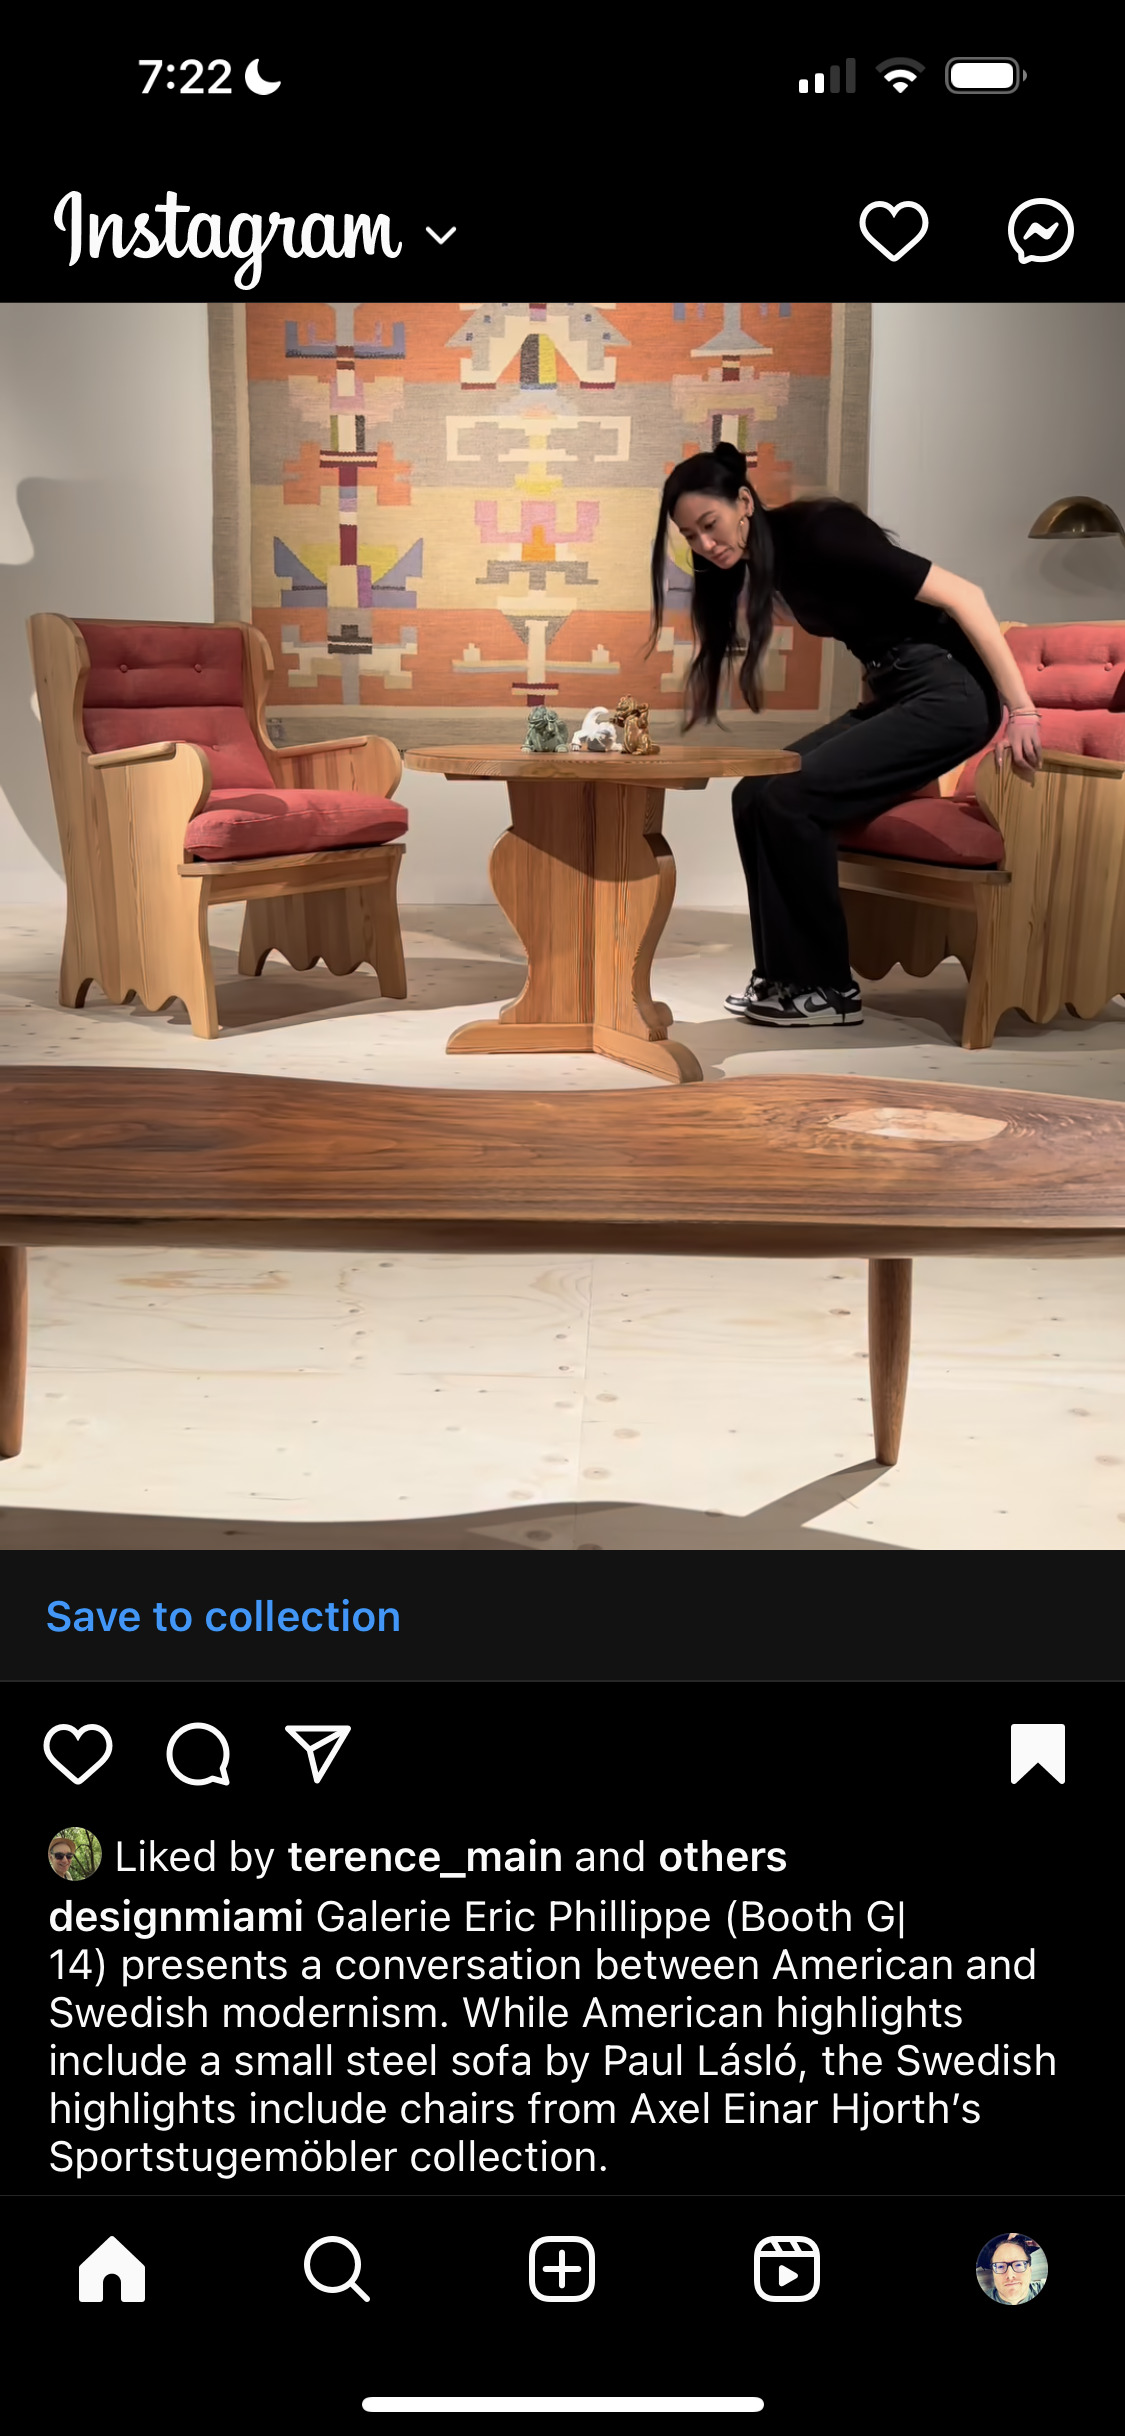 7:22
Instagram
Save to collection
Liked by terence_main and others
designmiami Galerie Eric Phillippe (Booth G|
14) presents a conversation between American and
Swedish modernism. While American highlights
include a small steel sofa by Paul Lásló, the Swedish
highlights include chairs from Axel Einar Hjorth’s
Sportstugemöbler collection.